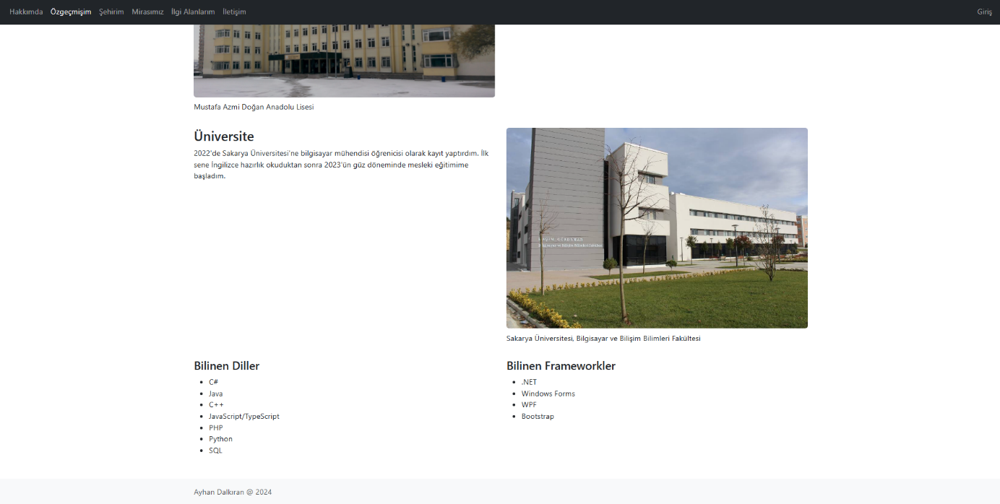 Hakkımda Özgeçmişim Şehirim Mirasımız İlgi Alanlarım İletişim Giriş
Mustafa Azmi Doğan Anadolu Lisesi
Üniversite
2022'de Sakarya Üniversitesi'ne bilgisayar mühendisi öğrenicisi olarak kayıt yaptırdım. İlk
sene İngilizce hazırlık okuduktan sonra 2023'ün güz döneminde mesleki eğitimime
başladım.
Bilgisayar ve Bilişim Bilimleri Fakültesi
Sakarya Üniversitesi, Bilgisayar ve Bilişim Bilimleri Fakültesi
Bilinen Diller
C#
Java
C++
JavaScript/TypeScript
PHP
Python
SQL
Bilinen Frameworkler
.NET
Windows Forms
WPF
Bootstrap
Ayhan Dalkıran @ 2024